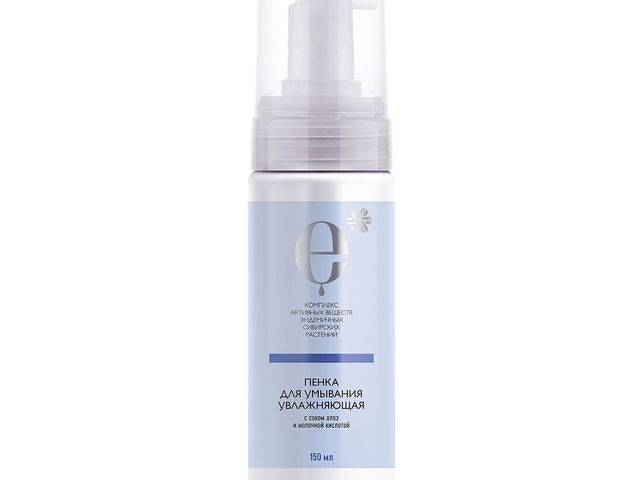 e
КОМПЛЕКС
АКТИВНЫХ ВЕЩЕСТВ
ЭНДЕМИЧНЫХ
СИБИРСКИХ
РАСТЕНИЙ
ПЕНКА
ДЛЯ УМЫВАНИЯ
УВЛАЖНЯЮЩАЯ
с соком алоэ
и молочной кислотой
150 мл